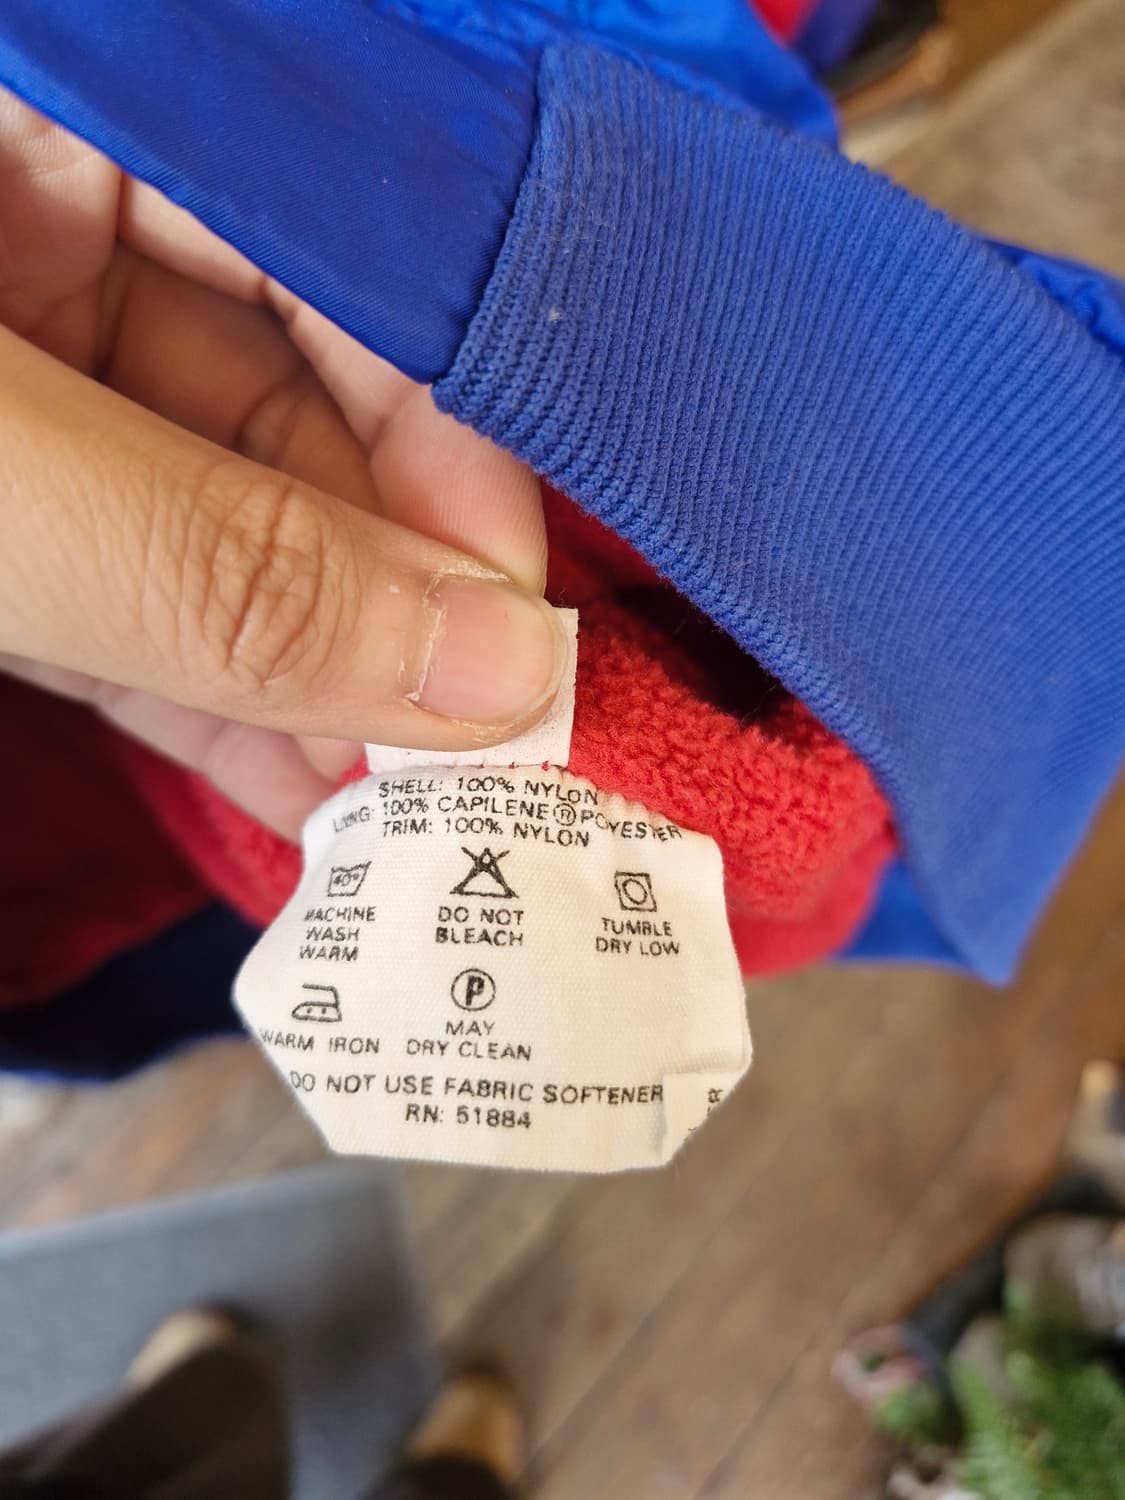 SHELL: 100% NYLON
LINING: 100% CAPILENE® POLYESTER
TRIM: 100% NYLON
40°
MACHINE WASH WARM
DO NOT BLEACH
TUMBLE DRY LOW
WARM IRON
P
MAY DRY CLEAN
DO NOT USE FABRIC SOFTENER
RN: 51884